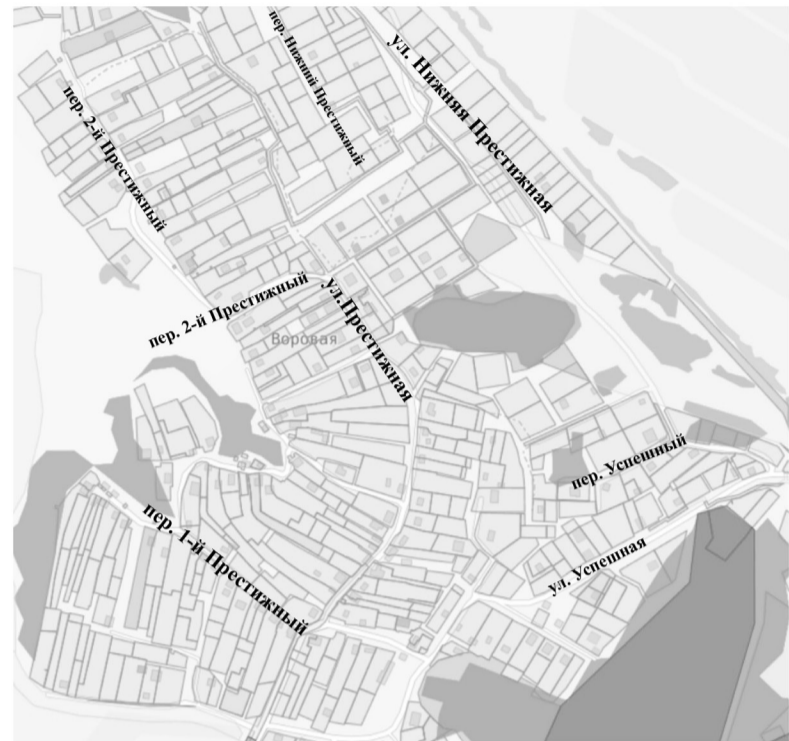 пер. Нижний Престижный
ул. Нижняя Престижная
пер. 2-й Престижный
пер. 2-й Престижный
ул.Престижная
Воровая
пер. Успешный
пер. 1-й Престижный
ул. Успешная